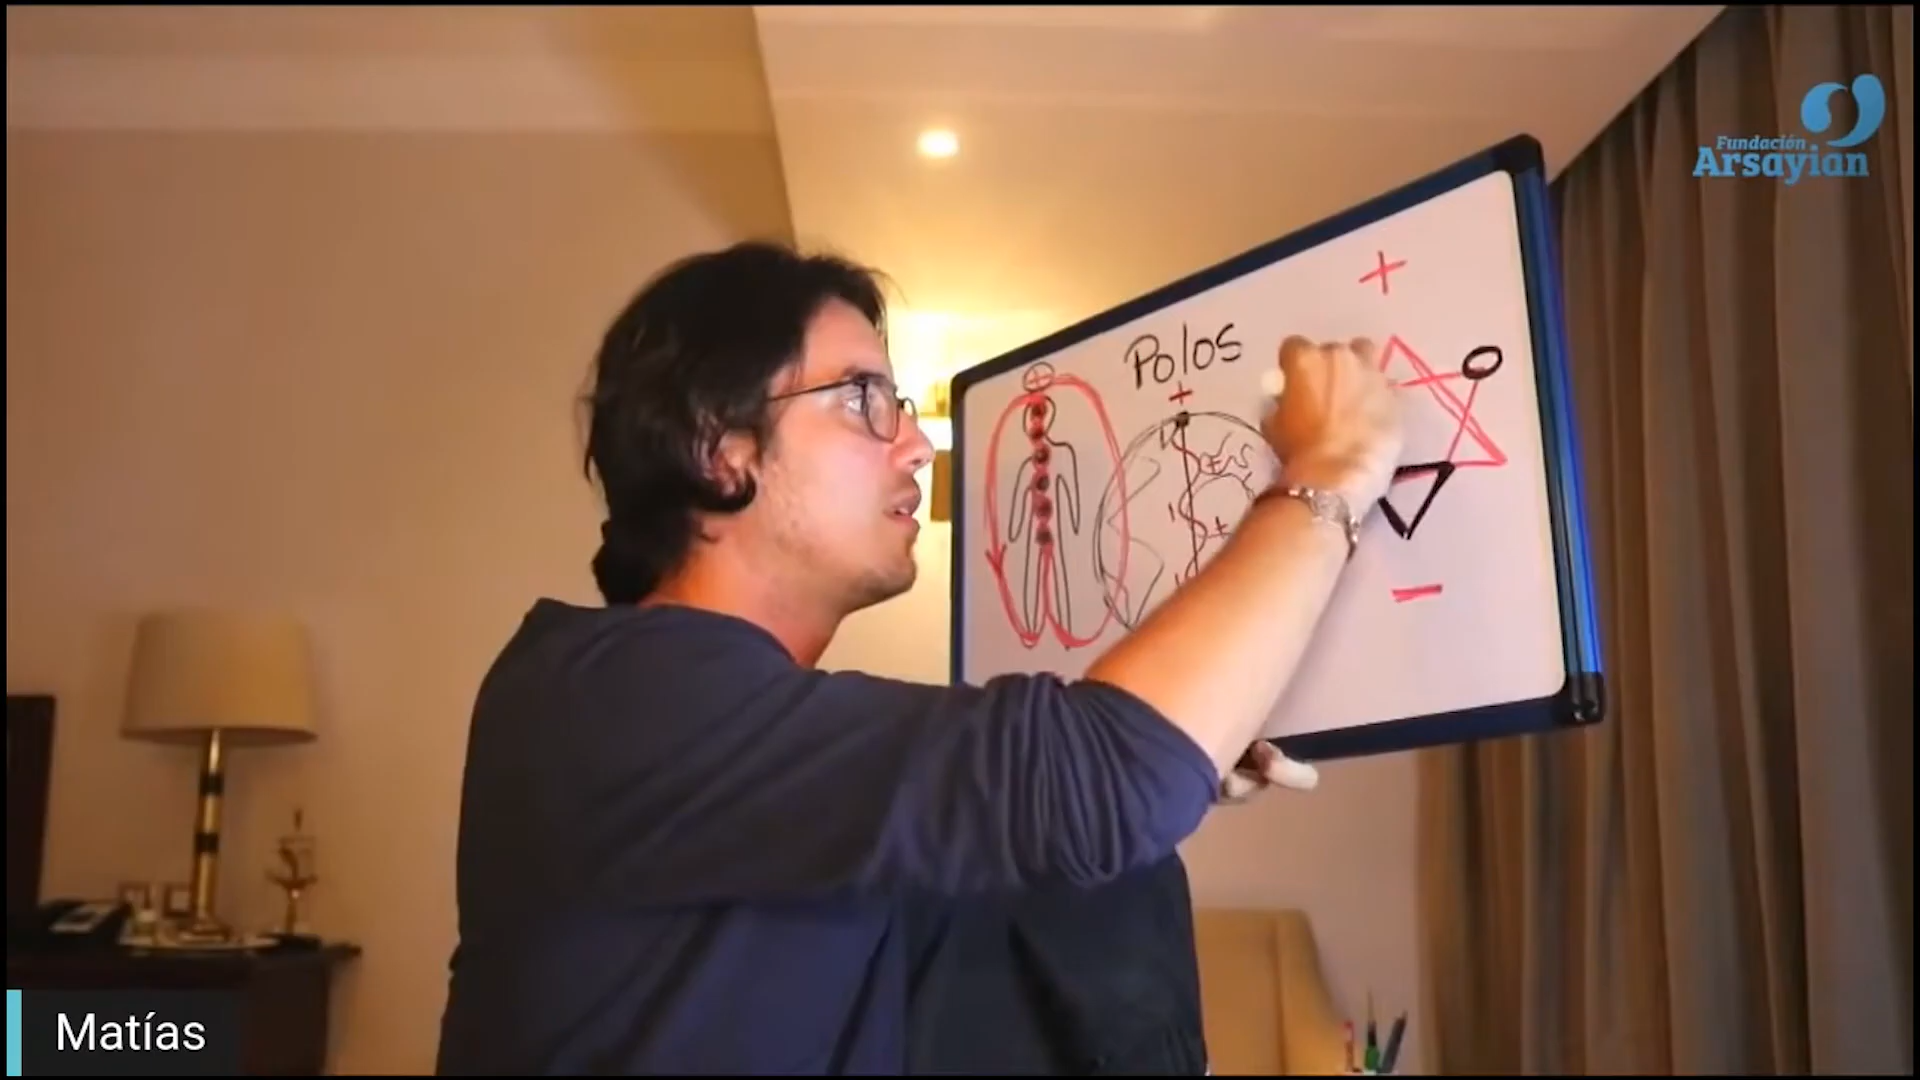 Fundación
Arsayian
Polos
+
+
+
+
+
−
Matías